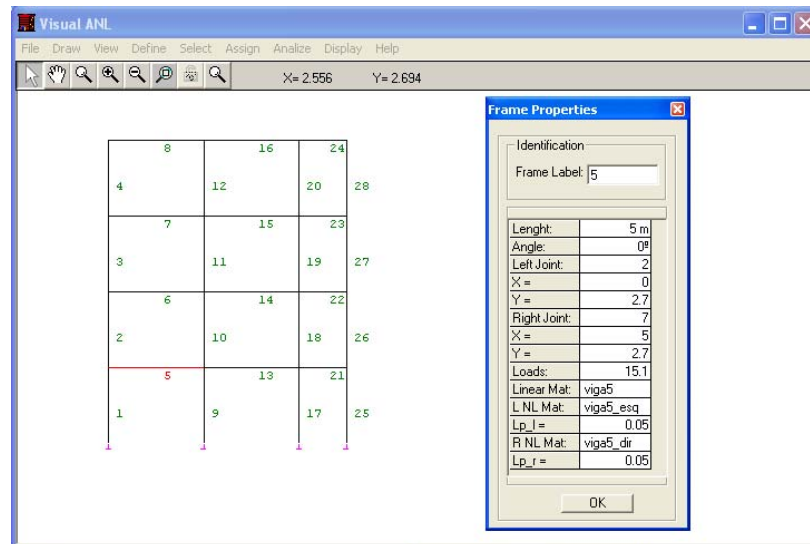 Visual ANL
File Draw View Define Select Assign Analize Display Help
X= 2.556 Y= 2.694
Frame Properties
Identification
Frame Label: 5
Lenght: 5 m
Angle: 0º
Left Joint: 2
X = 0
Y = 2.7
Right Joint: 7
X = 5
Y = 2.7
Loads: 15.1
Linear Mat: viga5
L NL Mat: viga5_esq
Lp_l = 0.05
R NL Mat: viga5_dir
Lp_r = 0.05
OK
8 16 24
4 12 20 28
7 15 23
3 11 19 27
6 14 22
2 10 18 26
5 13 21
1 9 17 25